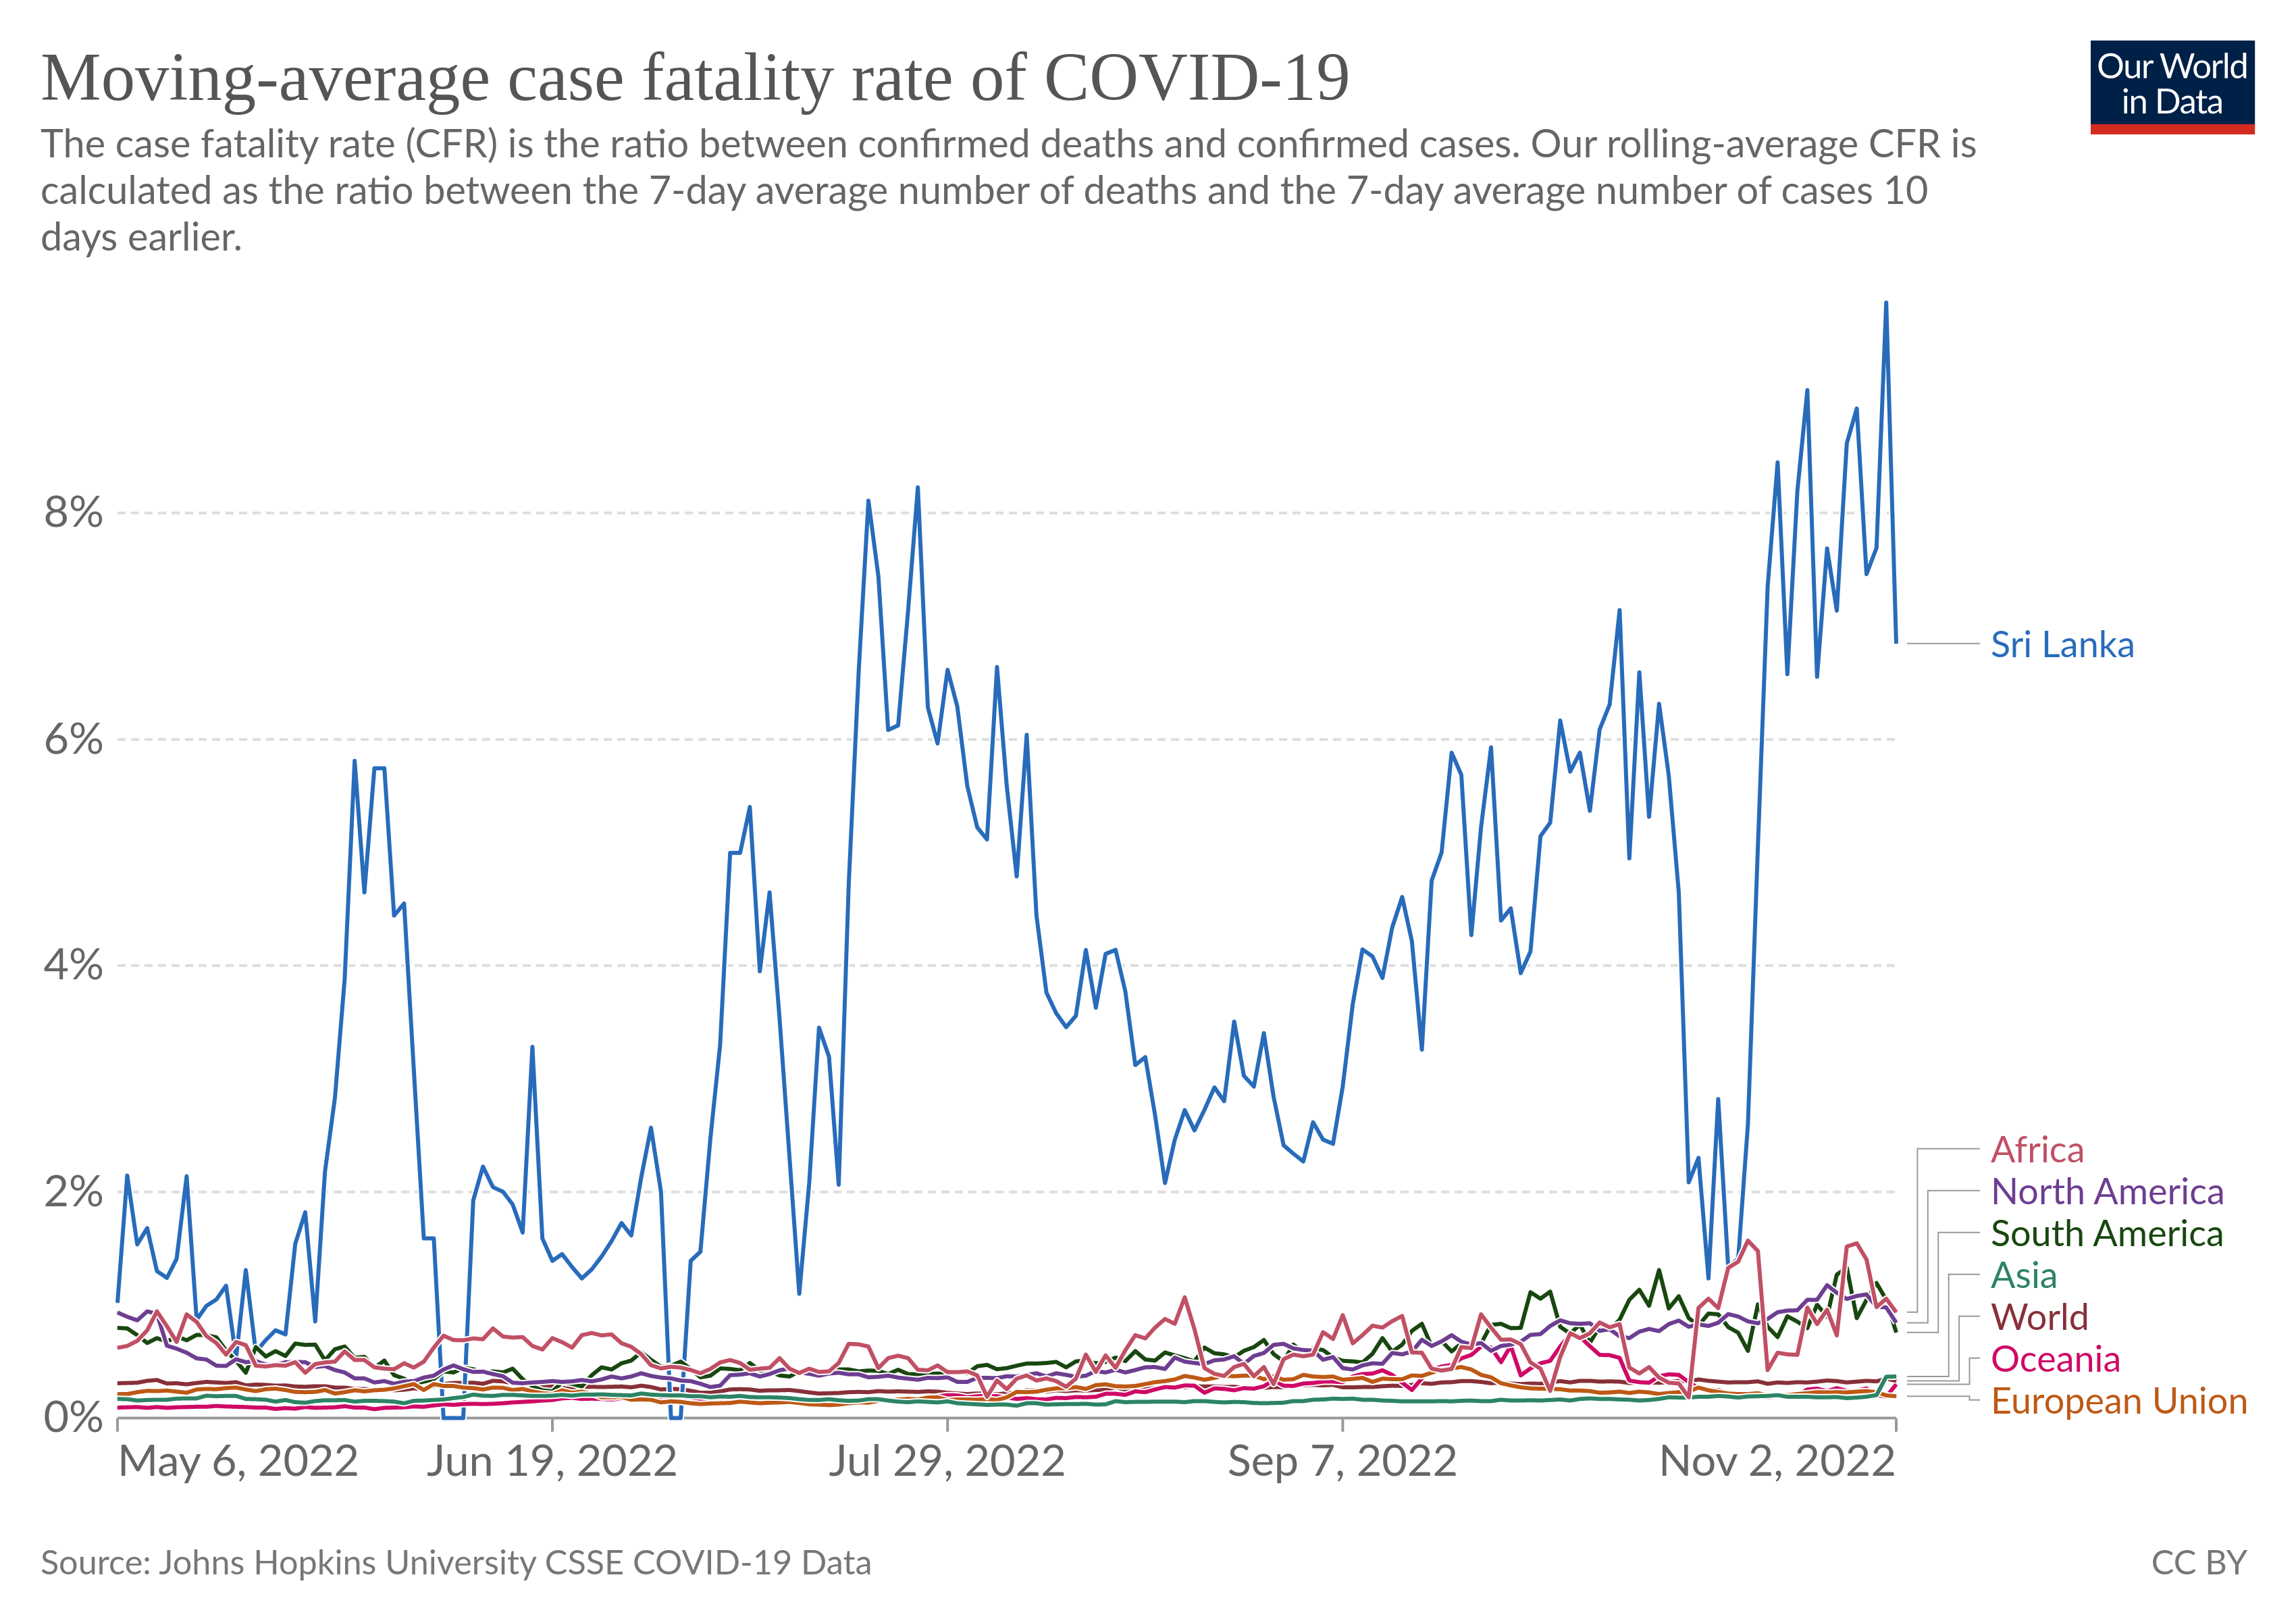 Moving-average case fatality rate of COVID-19
Our World
in Data
The case fatality rate (CFR) is the ratio between confirmed deaths and confirmed cases. Our rolling-average CFR is
calculated as the ratio between the 7-day average number of deaths and the 7-day average number of cases 10
days earlier.
8%
6%
4%
2%
0%
Sri Lanka
Africa
North America
South America
Asia
World
Oceania
European Union
May 6, 2022
Jun 19, 2022
Jul 29, 2022
Sep 7, 2022
Nov 2, 2022
Source: Johns Hopkins University CSSE COVID-19 Data
CC BY